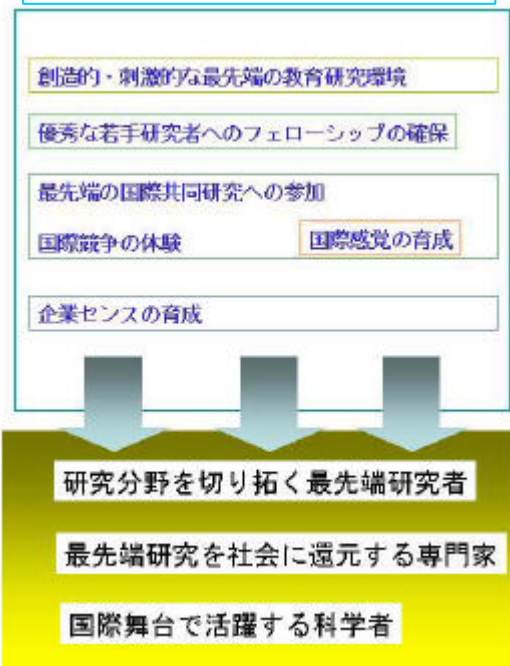 創造的・刺激的な最先端の教育研究環境
優秀な若手研究者へのフェローシップの確保
最先端の国際共同研究への参加
国際競争の体験 国際感覚の育成
企業センスの育成
研究分野を切り拓く最先端研究者
最先端研究を社会に還元する専門家
国際舞台で活躍する科学者